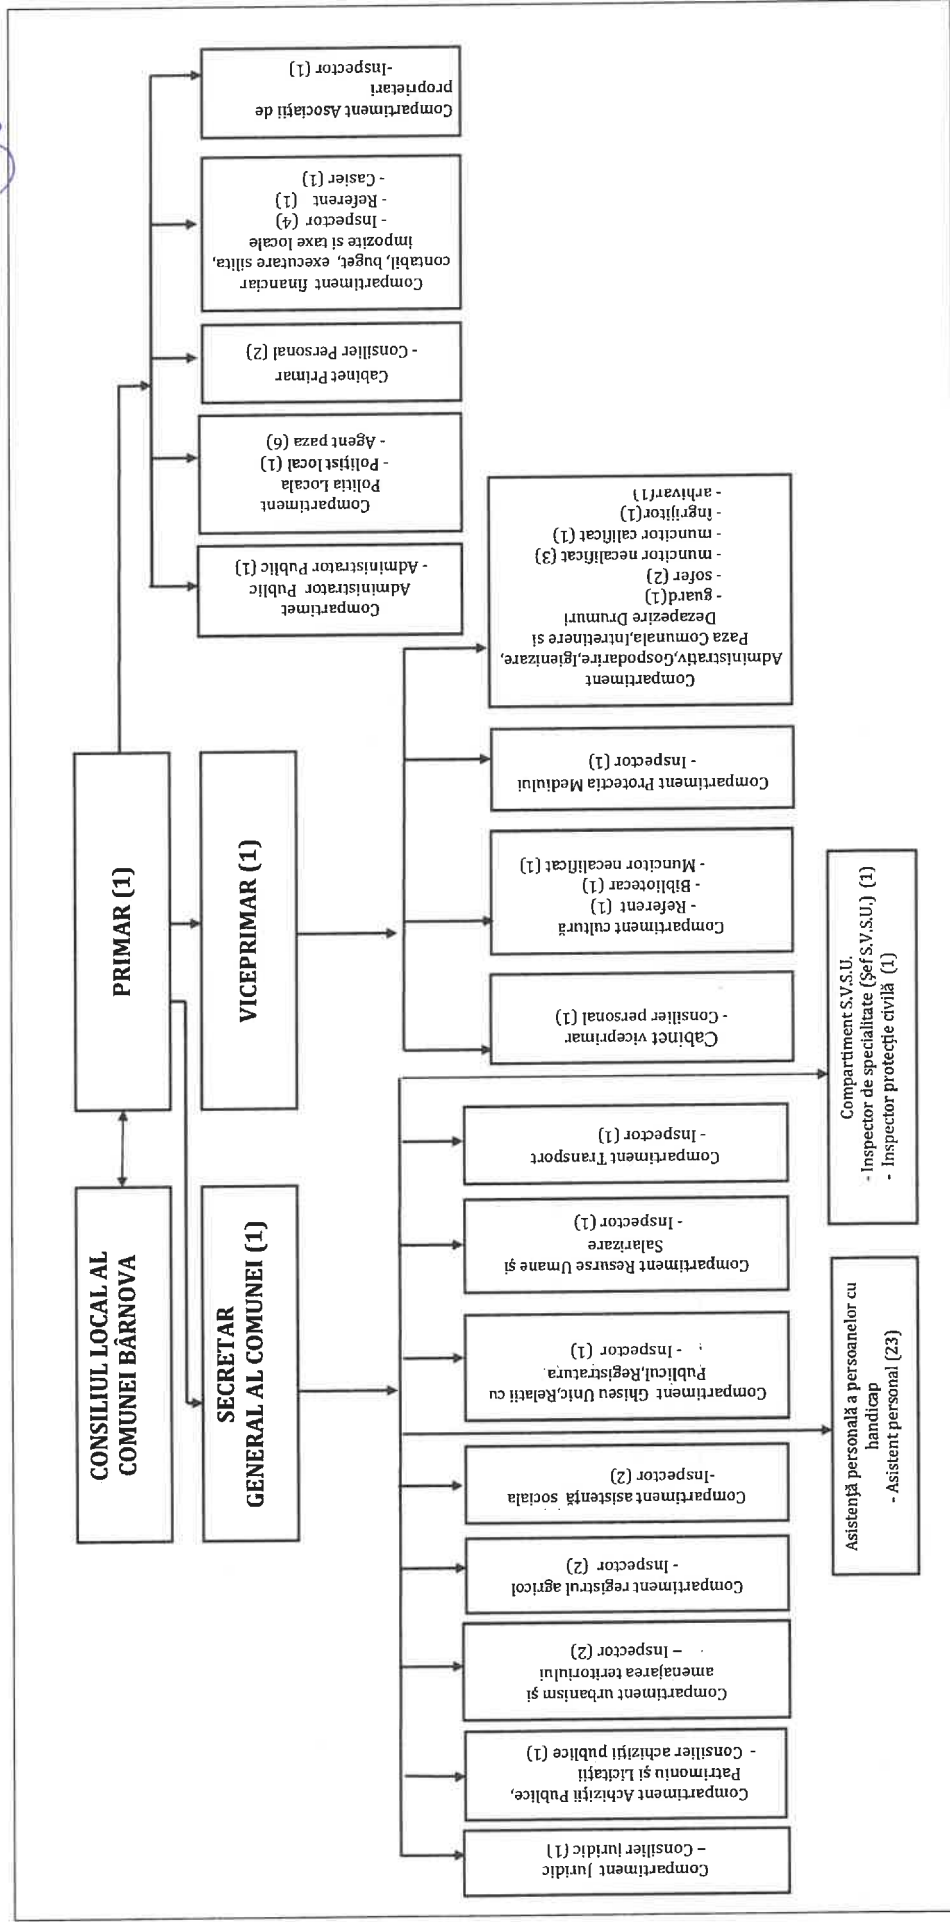 CONSILIUL LOCAL AL
COMUNEI BÂRNOVA
PRIMAR (1)
SECRETAR
GENERAL AL COMUNEI (1)
VICEPRIMAR (1)
Compartiment Juridic
– Consilier juridic (1)
Compartiment Achiziții Publice,
Patrimoniu și Licitații
- Consilier achiziții publice (1)
Compartiment urbanism și
amenajarea teritoriului
– Inspector (2)
Compartiment registrul agricol
- Inspector (2)
Compartiment asistență sociala
-Inspector (2)
Compartiment Ghiseu Unic,Relatii cu
Publicul,Registratura
- Inspector (1)
Compartiment Resurse Umane și
Salarizare
- Inspector (1)
Compartiment Transport
- Inspector (1)
Asistență personală a persoanelor cu
handicap
- Asistent personal (23)
Compartiment S.V.S.U.
- Inspector de specialitate (Șef S.V.S.U.) (1)
- Inspector protecție civilă (1)
Cabinet viceprimar
- Consilier personal (1)
Compartiment cultură
- Referent (1)
- Bibliotecar (1)
- Muncitor necalificat (1)
Compartiment Protectia Mediului
- Inspector (1)
Compartiment
Administrativ,Gospodarire,Igienizare,
Paza Comunala,Intretinere si
Dezapezire Drumuri
- guard(1)
- sofer (2)
- muncitor necalificat (3)
- muncitor calificat (1)
- îngrijitor(1)
- arhivar(1)
Compartimet
Administrator Public
- Administrator Public (1)
Compartiment
Politia Locala
- Polițist local (1)
- Agent paza (6)
Cabinet Primar
- Consilier Personal (2)
Compartiment financiar
contabil, buget, executare silita,
impozite si taxe locale
- Inspector (4)
- Referent (1)
- Casier (1)
Compartiment Asociații de
proprietari
-Inspector (1)